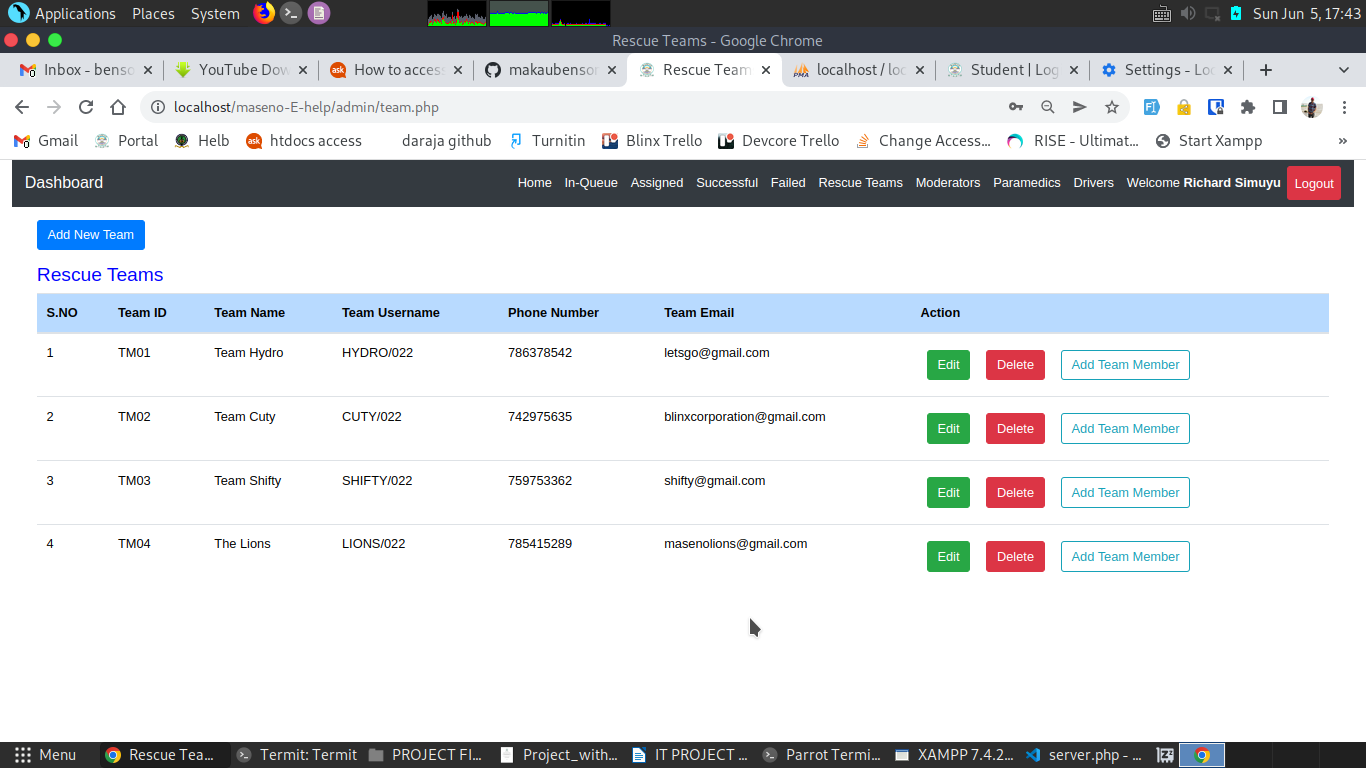 Applications Places System Sun Jun 5, 17:43
Rescue Teams - Google Chrome
Inbox - benso YouTube Dow How to access makaubenson Rescue Team localhost / loc Student | Log Settings - Loc
localhost/maseno-E-help/admin/team.php
Gmail Portal Helb htdocs access daraja github Turnitin Blinx Trello Devcore Trello Change Access... RISE - Ultimat... Start Xampp »
Dashboard Home In-Queue Assigned Successful Failed Rescue Teams Moderators Paramedics Drivers Welcome Richard Simuyu Logout
Add New Team
Rescue Teams
S.NO Team ID Team Name Team Username Phone Number Team Email Action
1 TM01 Team Hydro HYDRO/022 786378542 letsgo@gmail.com Edit Delete Add Team Member
2 TM02 Team Cuty CUTY/022 742975635 blinxcorporation@gmail.com Edit Delete Add Team Member
3 TM03 Team Shifty SHIFTY/022 759753362 shifty@gmail.com Edit Delete Add Team Member
4 TM04 The Lions LIONS/022 785415289 masenolions@gmail.com Edit Delete Add Team Member
Menu Rescue Tea... Termit: Termit PROJECT FI... Project_with... IT PROJECT ... Parrot Termi... XAMPP 7.4.2... server.php - ...